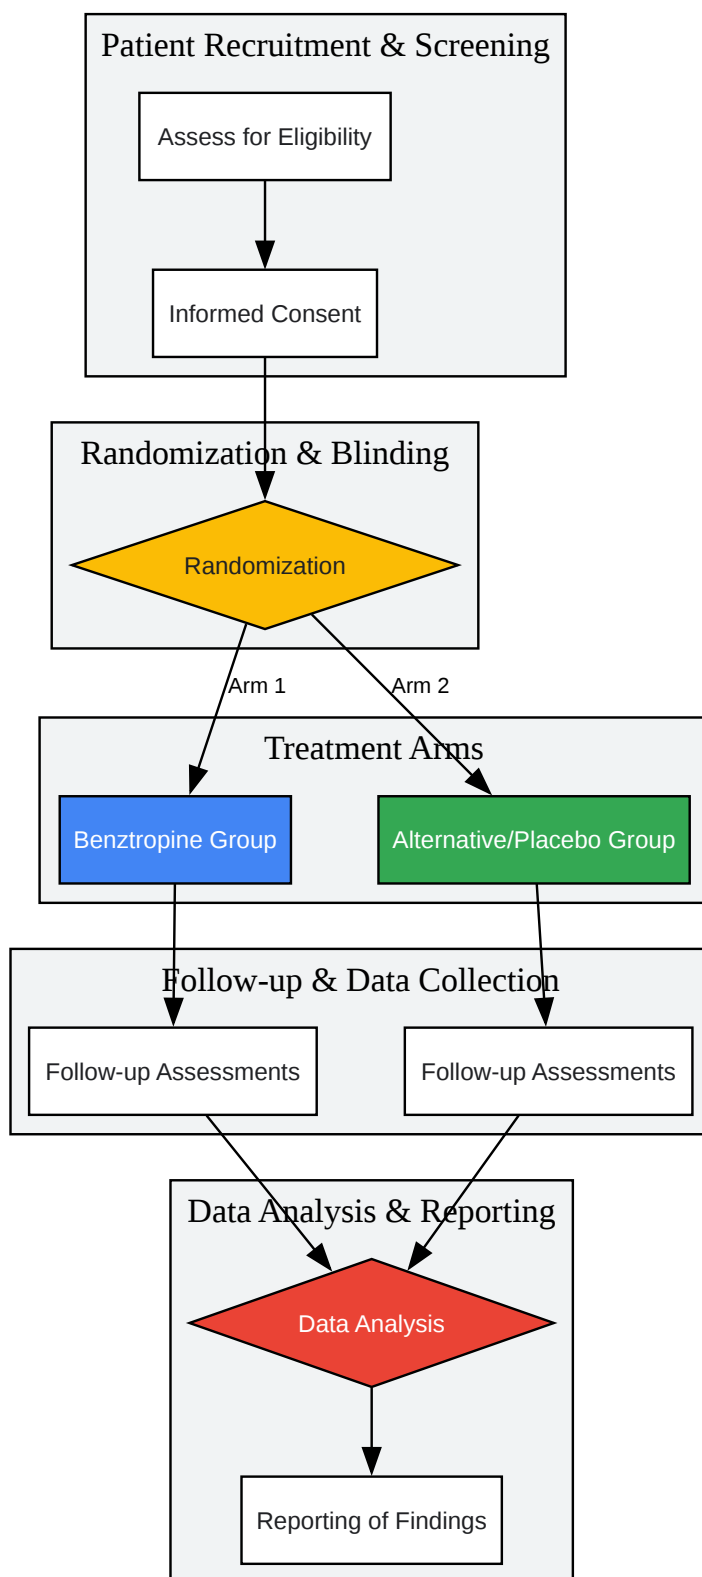 Patient Recruitment & Screening
Assess for Eligibility
Informed Consent
Randomization & Blinding
Randomization
Arm 1
Arm 2
Treatment Arms
Benztropine Group
Alternative/Placebo Group
Follow-up & Data Collection
Follow-up Assessments
Follow-up Assessments
Data Analysis & Reporting
Data Analysis
Reporting of Findings